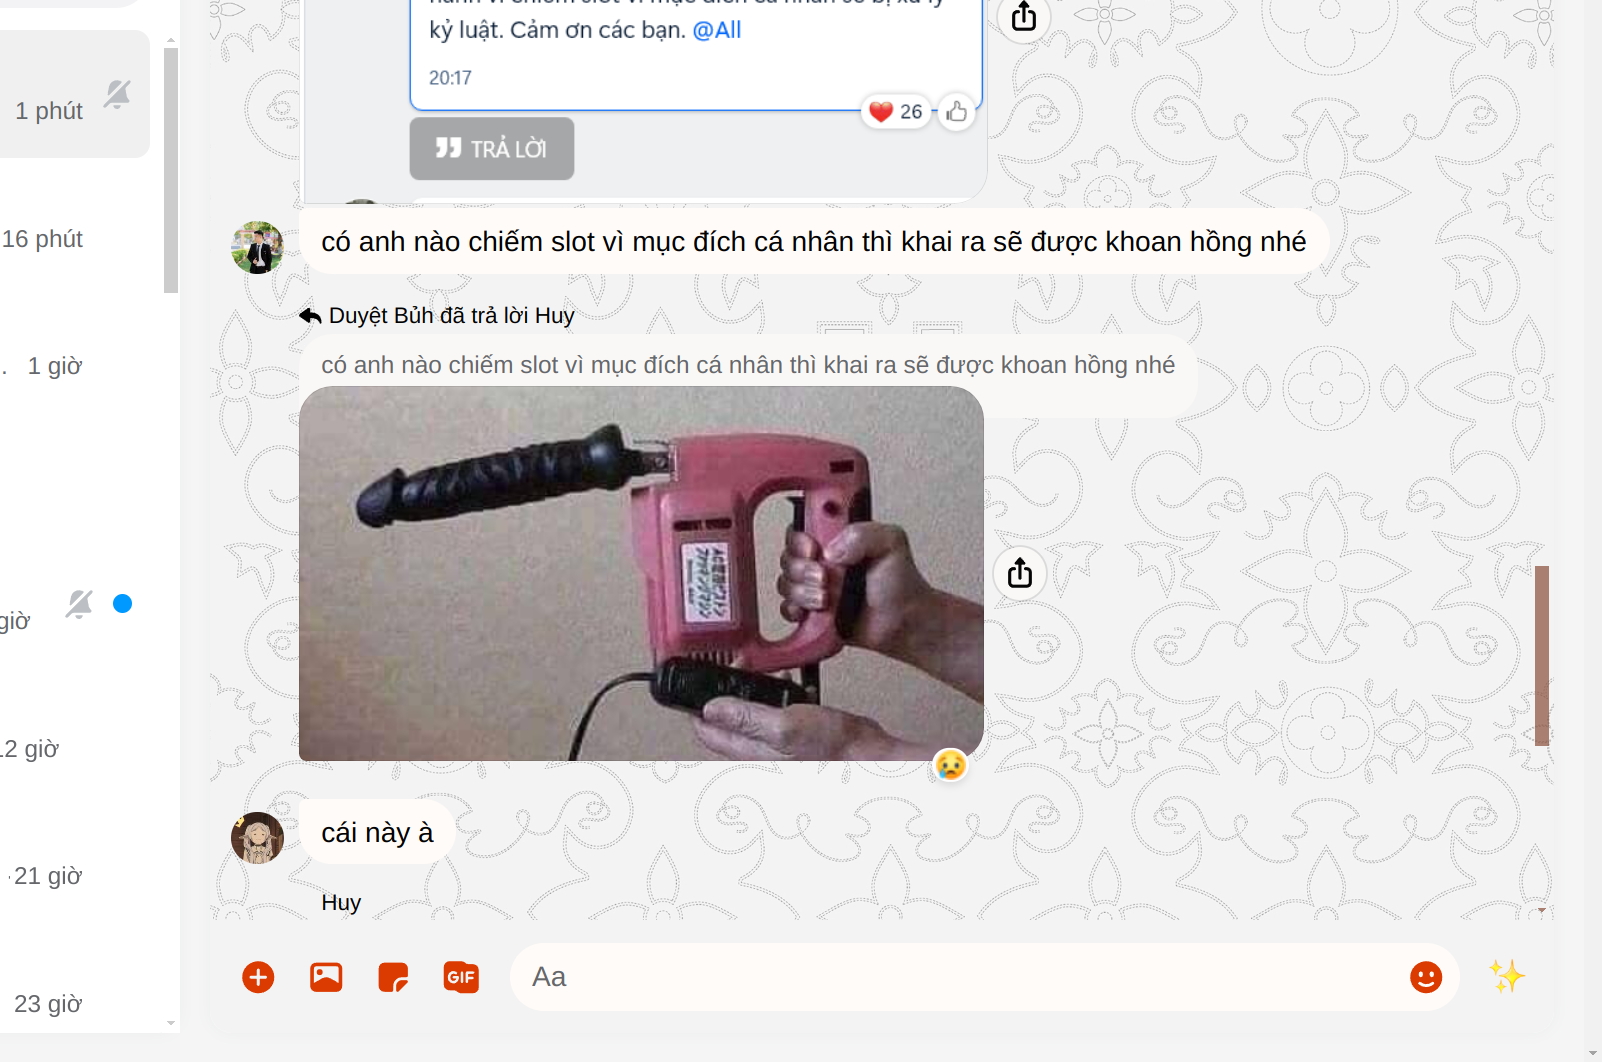 kỷ luật. Cảm ơn các bạn. @All
20:17
26
TRẢ LỜI
1 phút
có anh nào chiếm slot vì mục đích cá nhân thì khai ra sẽ được khoan hồng nhé
16 phút
Duyệt Bủh đã trả lời Huy
. 1 giờ
có anh nào chiếm slot vì mục đích cá nhân thì khai ra sẽ được khoan hồng nhé
giờ
12 giờ
cái này à
· 21 giờ
Huy
GIF
Aa
23 giờ